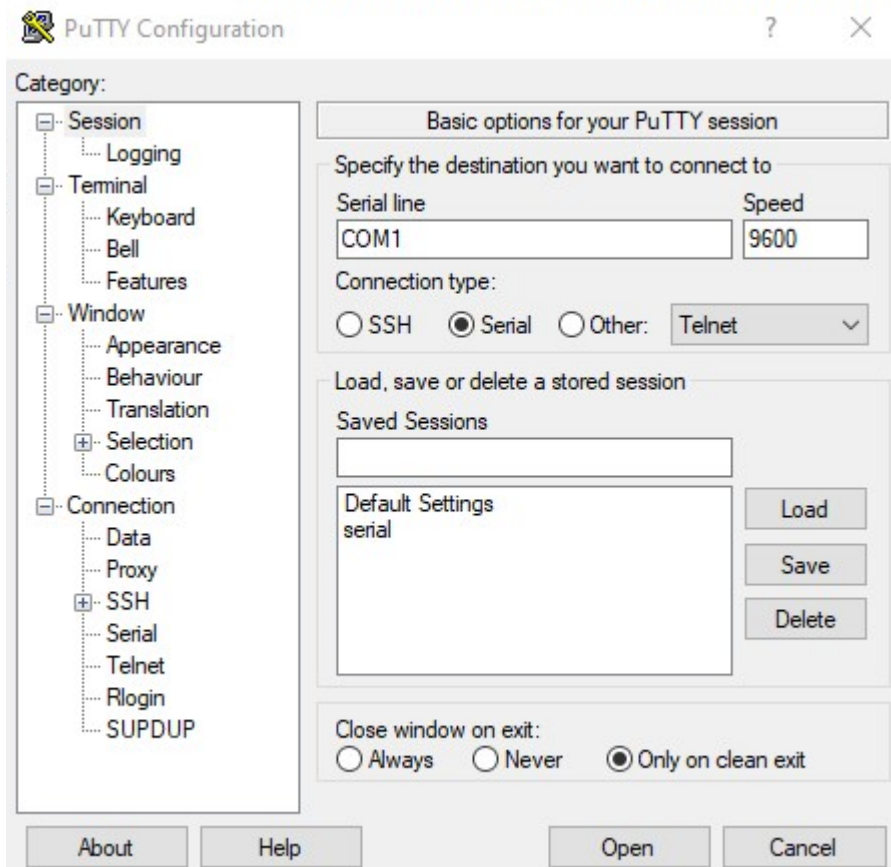 PuTTY Configuration ?
Category:
Session
Logging
Terminal
Keyboard
Bell
Features
Window
Appearance
Behaviour
Translation
Selection
Colours
Connection
Data
Proxy
SSH
Serial
Telnet
Rlogin
SUPDUP
Basic options for your PuTTY session
Specify the destination you want to connect to
Serial line Speed
COM1 9600
Connection type:
SSH Serial Other: Telnet
Load, save or delete a stored session
Saved Sessions
Default Settings
serial
Load
Save
Delete
Close window on exit:
Always Never Only on clean exit
About Help Open Cancel